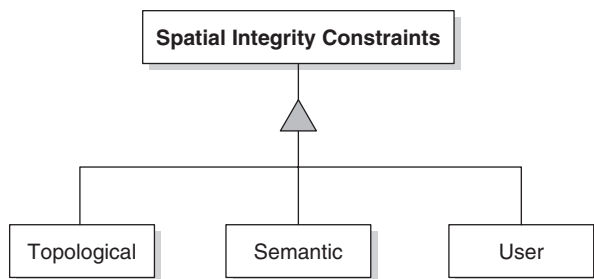 Spatial Integrity Constraints
Topological
Semantic
User